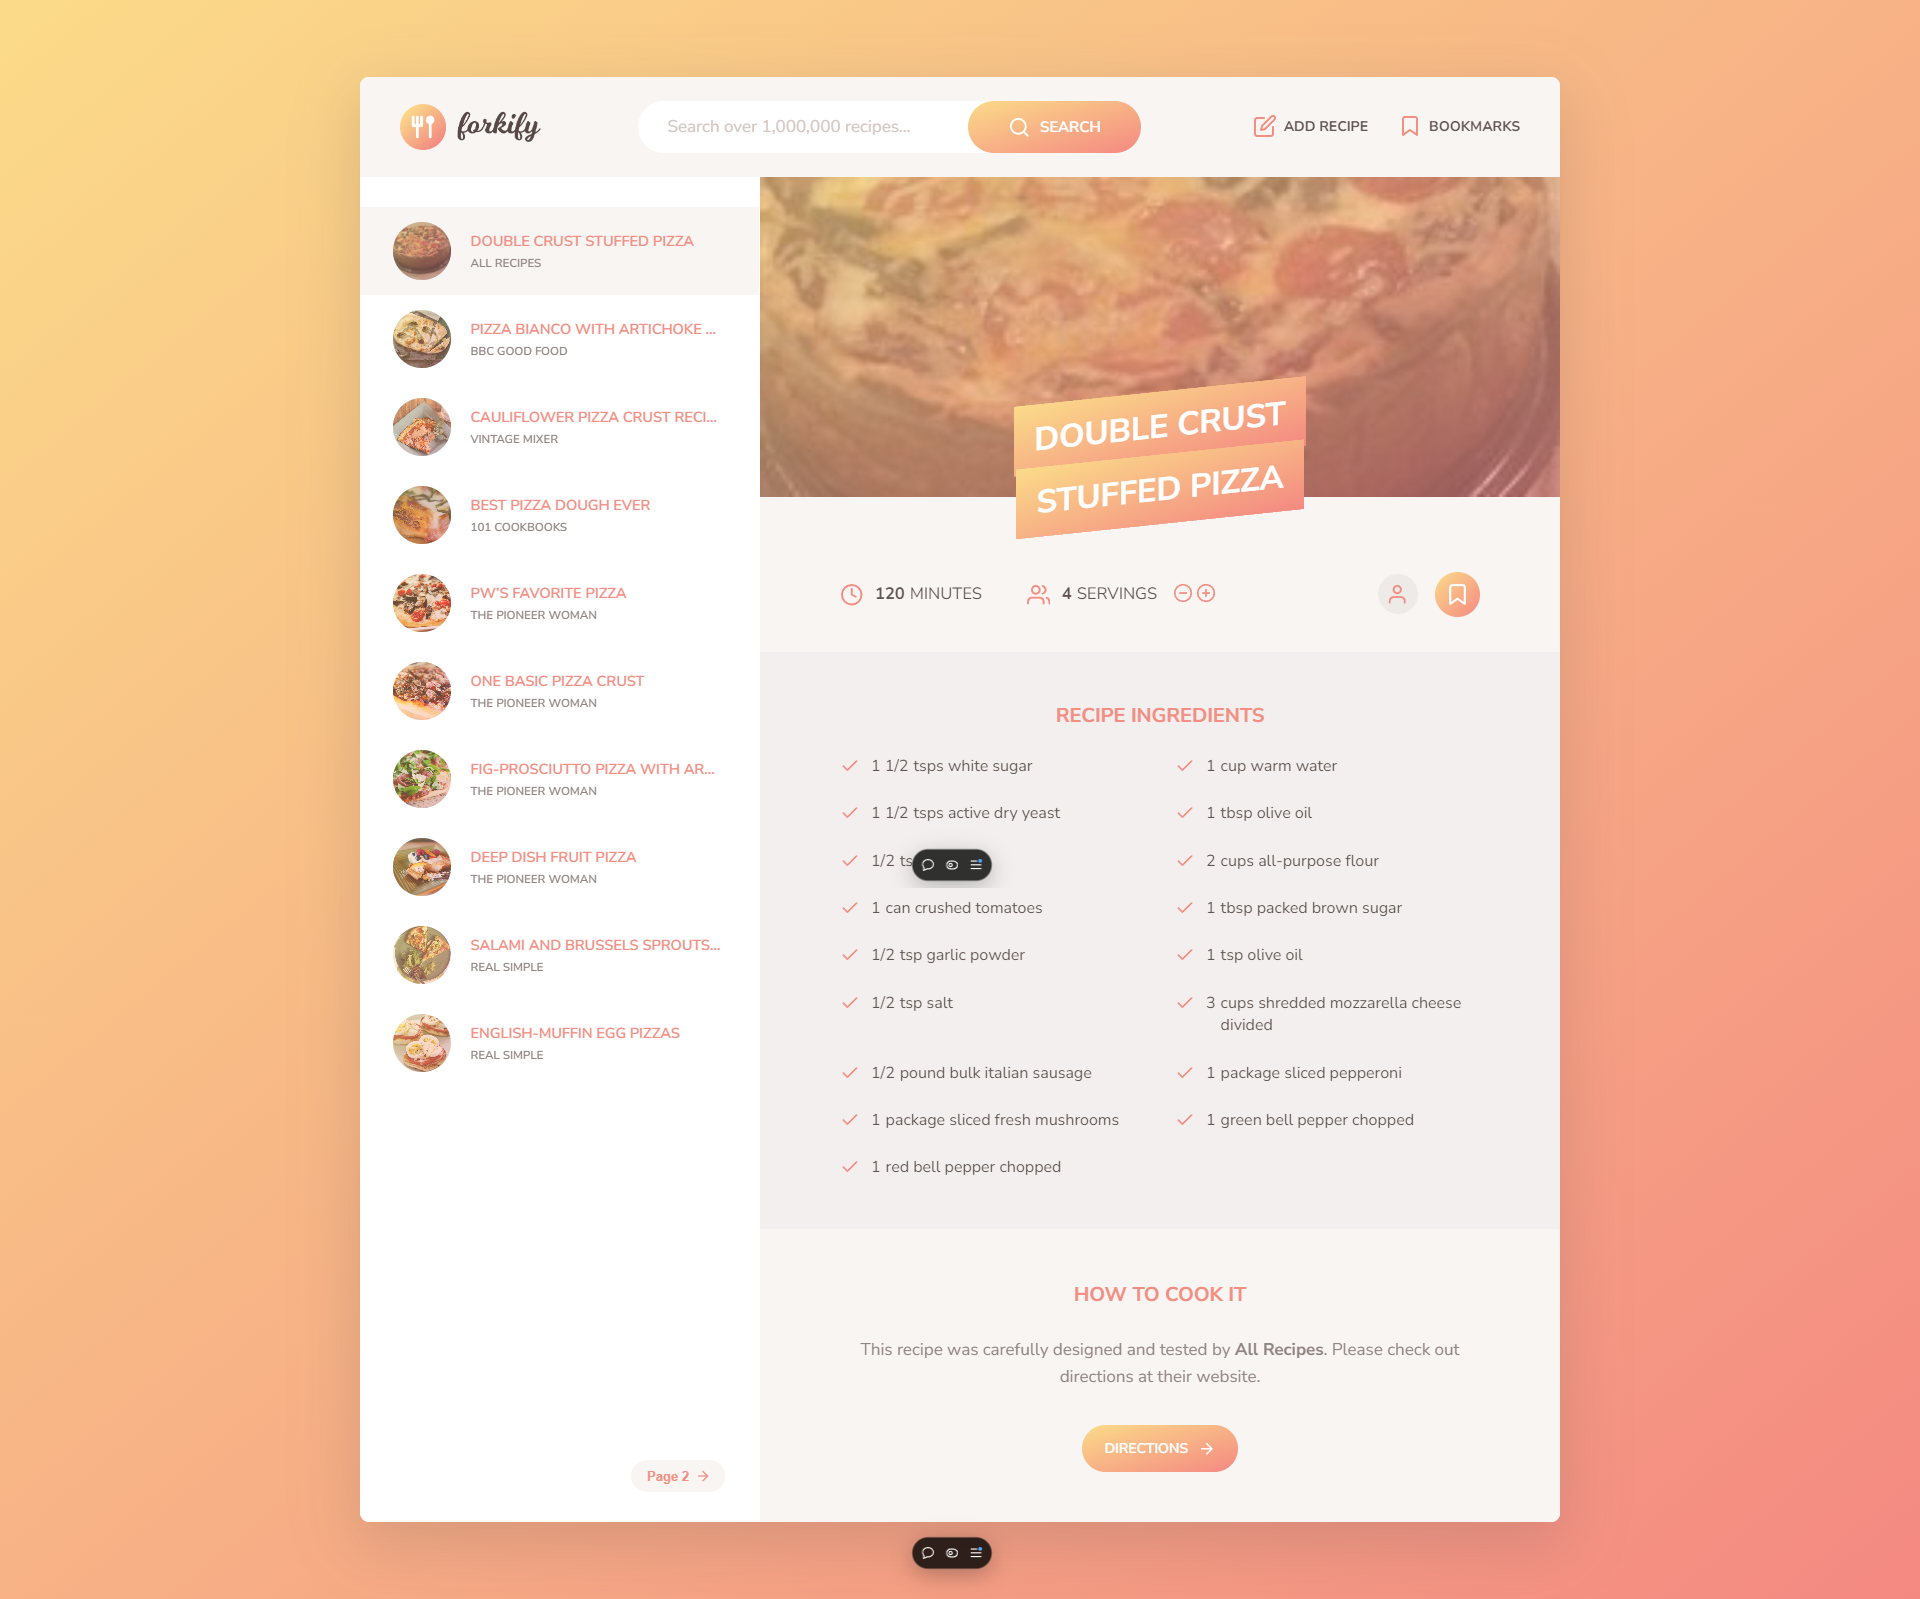 forkify
Search over 1,000,000 recipes...
SEARCH
ADD RECIPE
BOOKMARKS
DOUBLE CRUST STUFFED PIZZA
ALL RECIPES
PIZZA BIANCO WITH ARTICHOKE ...
BBC GOOD FOOD
CAULIFLOWER PIZZA CRUST RECI...
VINTAGE MIXER
BEST PIZZA DOUGH EVER
101 COOKBOOKS
PW'S FAVORITE PIZZA
THE PIONEER WOMAN
ONE BASIC PIZZA CRUST
THE PIONEER WOMAN
FIG-PROSCIUTTO PIZZA WITH AR...
THE PIONEER WOMAN
DEEP DISH FRUIT PIZZA
THE PIONEER WOMAN
SALAMI AND BRUSSELS SPROUTS...
REAL SIMPLE
ENGLISH-MUFFIN EGG PIZZAS
REAL SIMPLE
Page 2
DOUBLE CRUST
STUFFED PIZZA
120 MINUTES
4 SERVINGS
RECIPE INGREDIENTS
1 1/2 tsps white sugar
1 cup warm water
1 1/2 tsps active dry yeast
1 tbsp olive oil
1/2
2 cups all-purpose flour
1 can crushed tomatoes
1 tbsp packed brown sugar
1/2 tsp garlic powder
1 tsp olive oil
1/2 tsp salt
3 cups shredded mozzarella cheese
divided
1/2 pound bulk italian sausage
1 package sliced pepperoni
1 package sliced fresh mushrooms
1 green bell pepper chopped
1 red bell pepper chopped
HOW TO COOK IT
This recipe was carefully designed and tested by All Recipes. Please check out
directions at their website.
DIRECTIONS